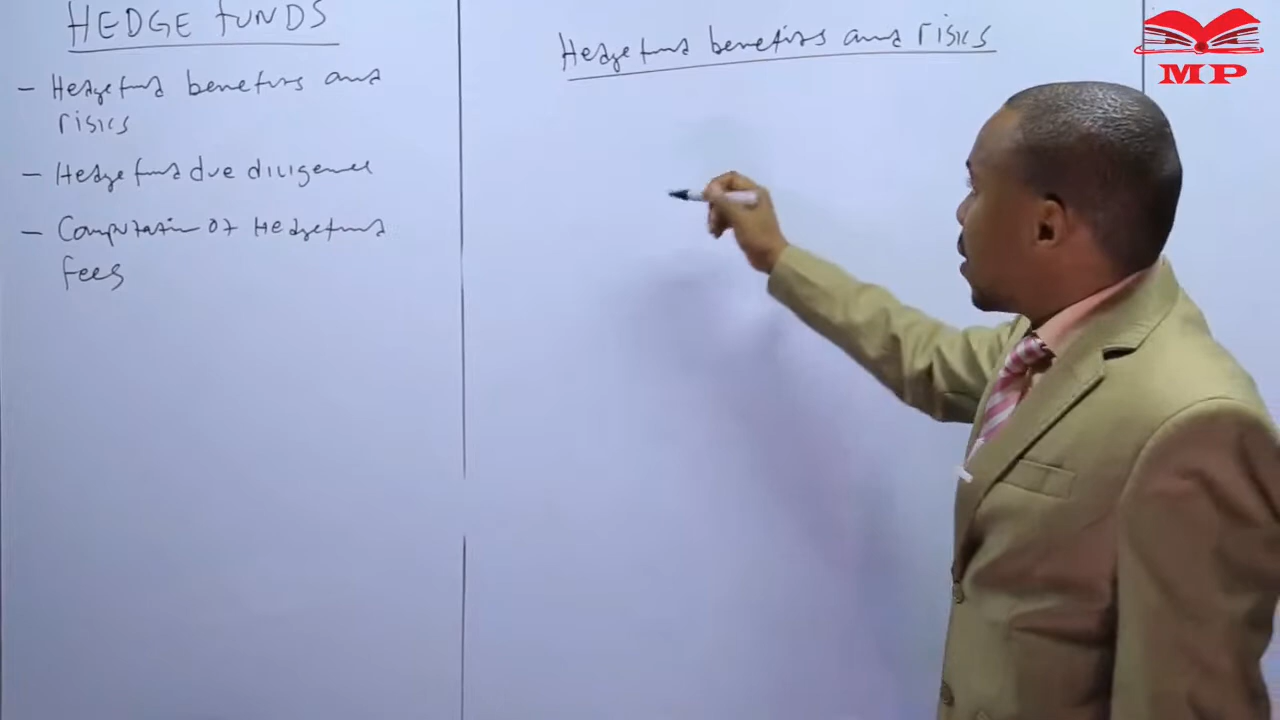 HEDGE FUNDS
- Hedge fund benefits and
risks
- Hedge fund due diligence
- Computation of Hedge fund
fees
Hedge fund benefits and risks
MP